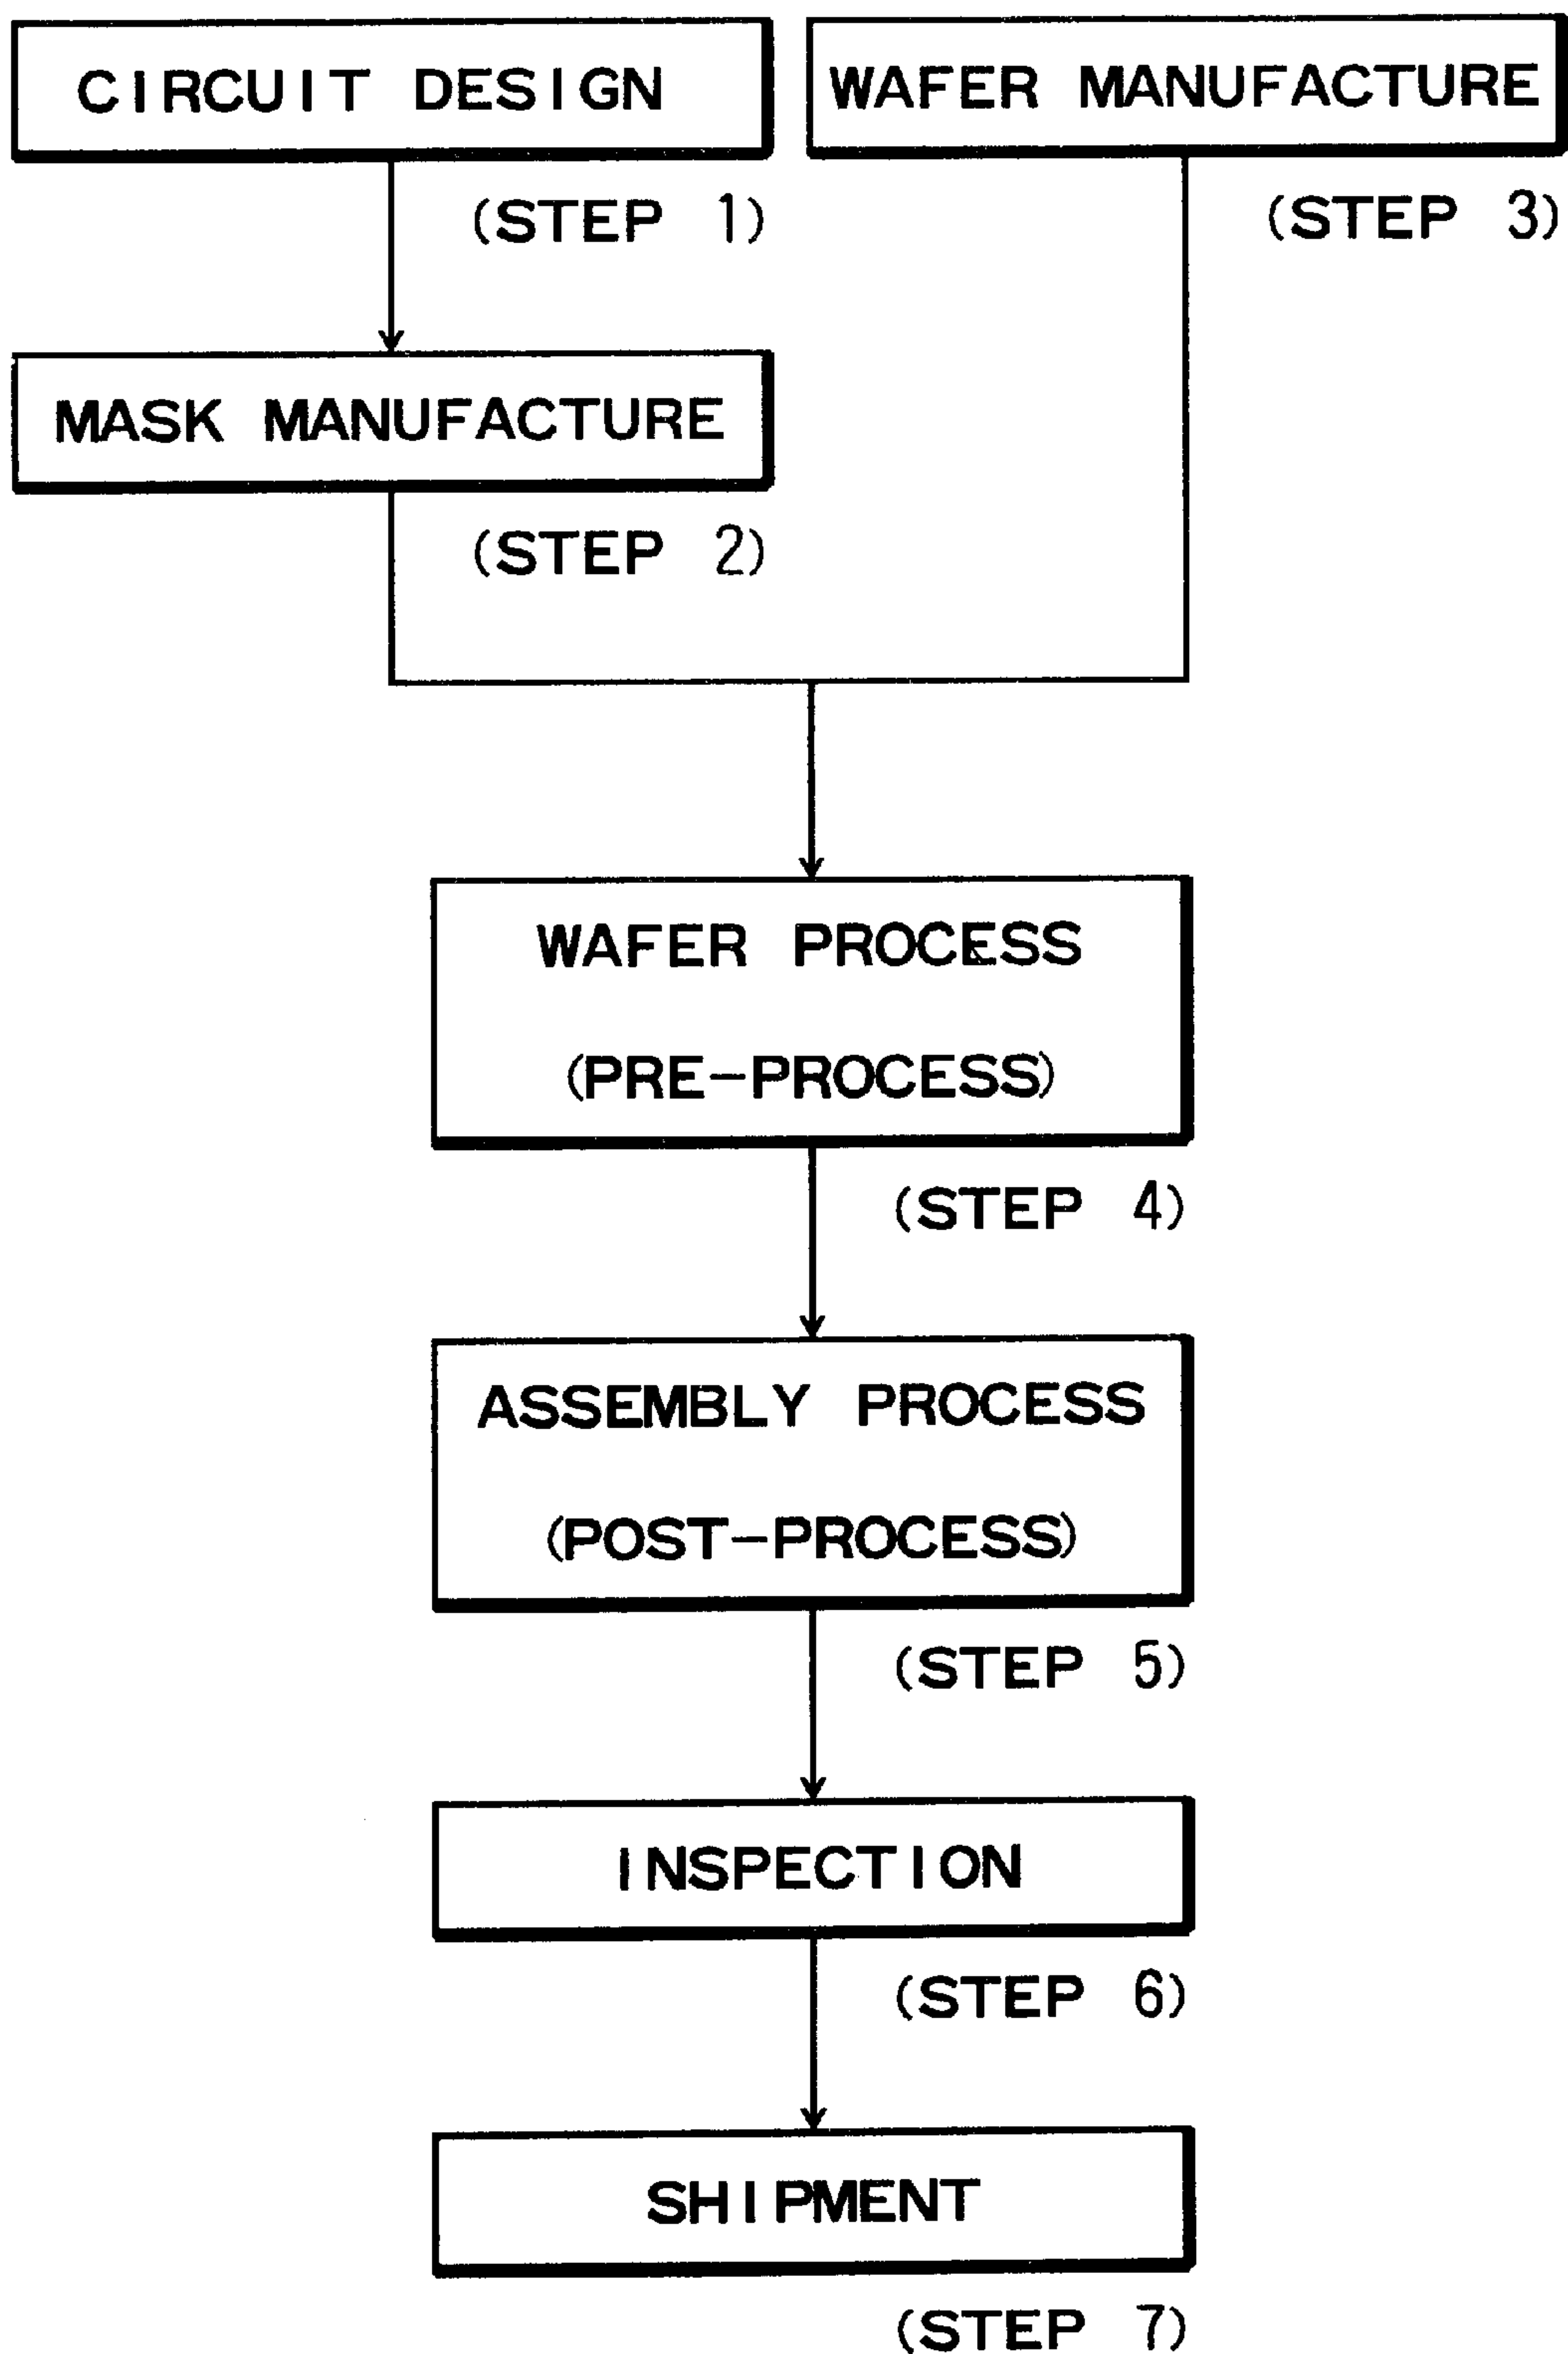 CIRCUIT DESIGN
(STEP 1)
WAFER MANUFACTURE
(STEP 3)
MASK MANUFACTURE
(STEP 2)
WAFER PROCESS
(PRE-PROCESS)
(STEP 4)
ASSEMBLY PROCESS
(POST-PROCESS)
(STEP 5)
INSPECTION
(STEP 6)
SHIPMENT
(STEP 7)